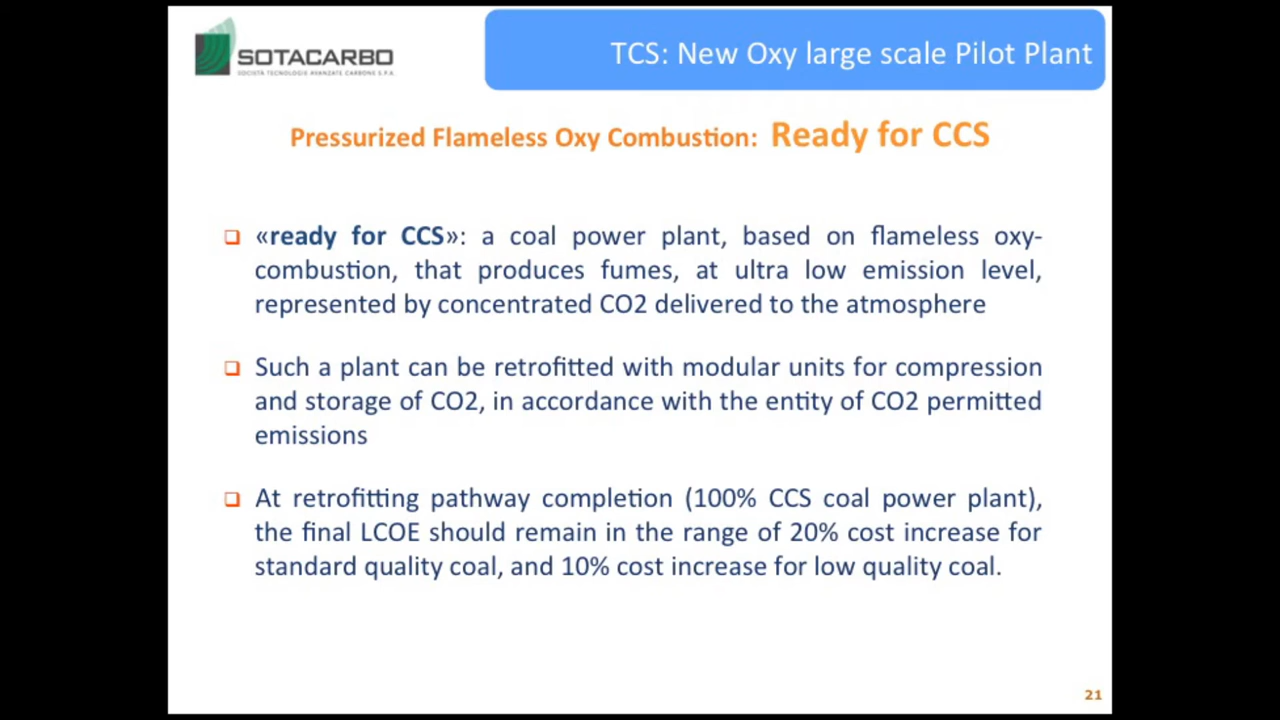 SOTACARBO
SOCIETÀ TECNOLOGIE AVANZATE CARBONE S.P.A.
TCS: New Oxy large scale Pilot Plant
Pressurized Flameless Oxy Combustion: Ready for CCS
«ready for CCS»: a coal power plant, based on flameless oxy-
combustion, that produces fumes, at ultra low emission level,
represented by concentrated CO2 delivered to the atmosphere
Such a plant can be retrofitted with modular units for compression
and storage of CO2, in accordance with the entity of CO2 permitted
emissions
At retrofitting pathway completion (100% CCS coal power plant),
the final LCOE should remain in the range of 20% cost increase for
standard quality coal, and 10% cost increase for low quality coal.
21